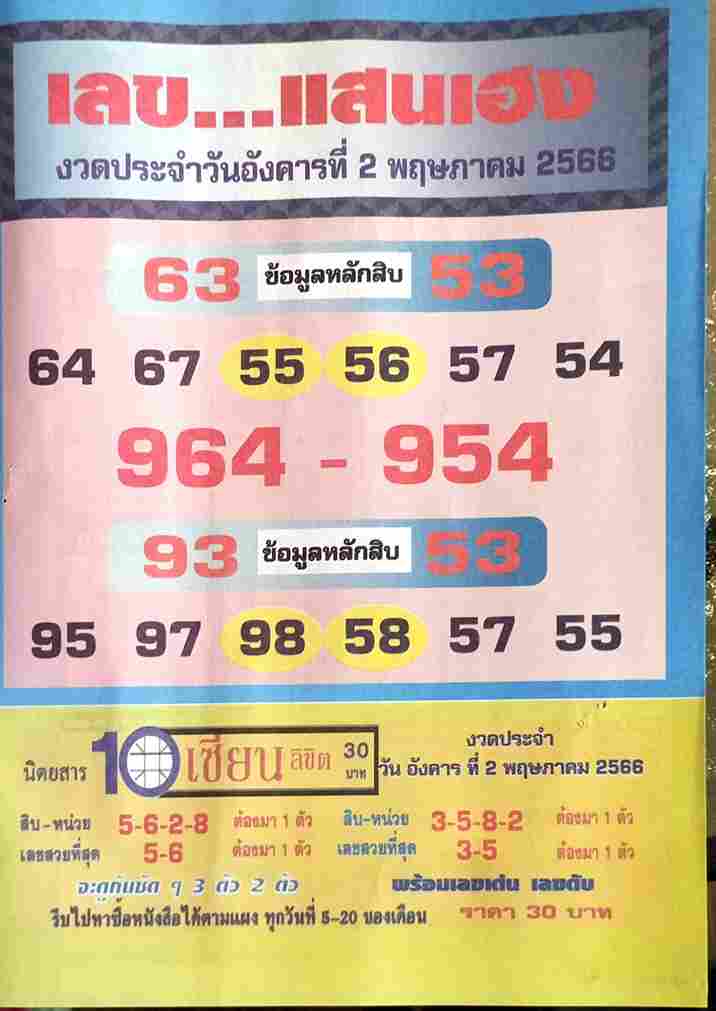 เลข...แสนเฮง
งวดประจำวันอังคารที่ 2 พฤษภาคม 2566
63 ข้อมูลหลักสิบ 53
64 67 55 56 57 54
964 - 954
93 ข้อมูลหลักสิบ 53
95 97 98 58 57 55
นิตยสาร 10 เซียน ลิขิต 30 บาท
งวดประจำ
วัน อังคาร ที่ 2 พฤษภาคม 2566
สิบ-หน่วย 5-6-2-8 ต้องมา 1 ตัว สิบ-หน่วย 3-5-8-2 ต้องมา 1 ตัว
เลขสวยที่สุด 5-6 ต้องมา 1 ตัว เลขสวยที่สุด 3-5 ต้องมา 1 ตัว
จะดูกันชัด ๆ 3 ตัว 2 ตัว พร้อมเลขเด่น เลขดับ
รีบไปหาซื้อหนังสือได้ตามแผง ทุกวันที่ 5-20 ของเดือน ราคา 30 บาท